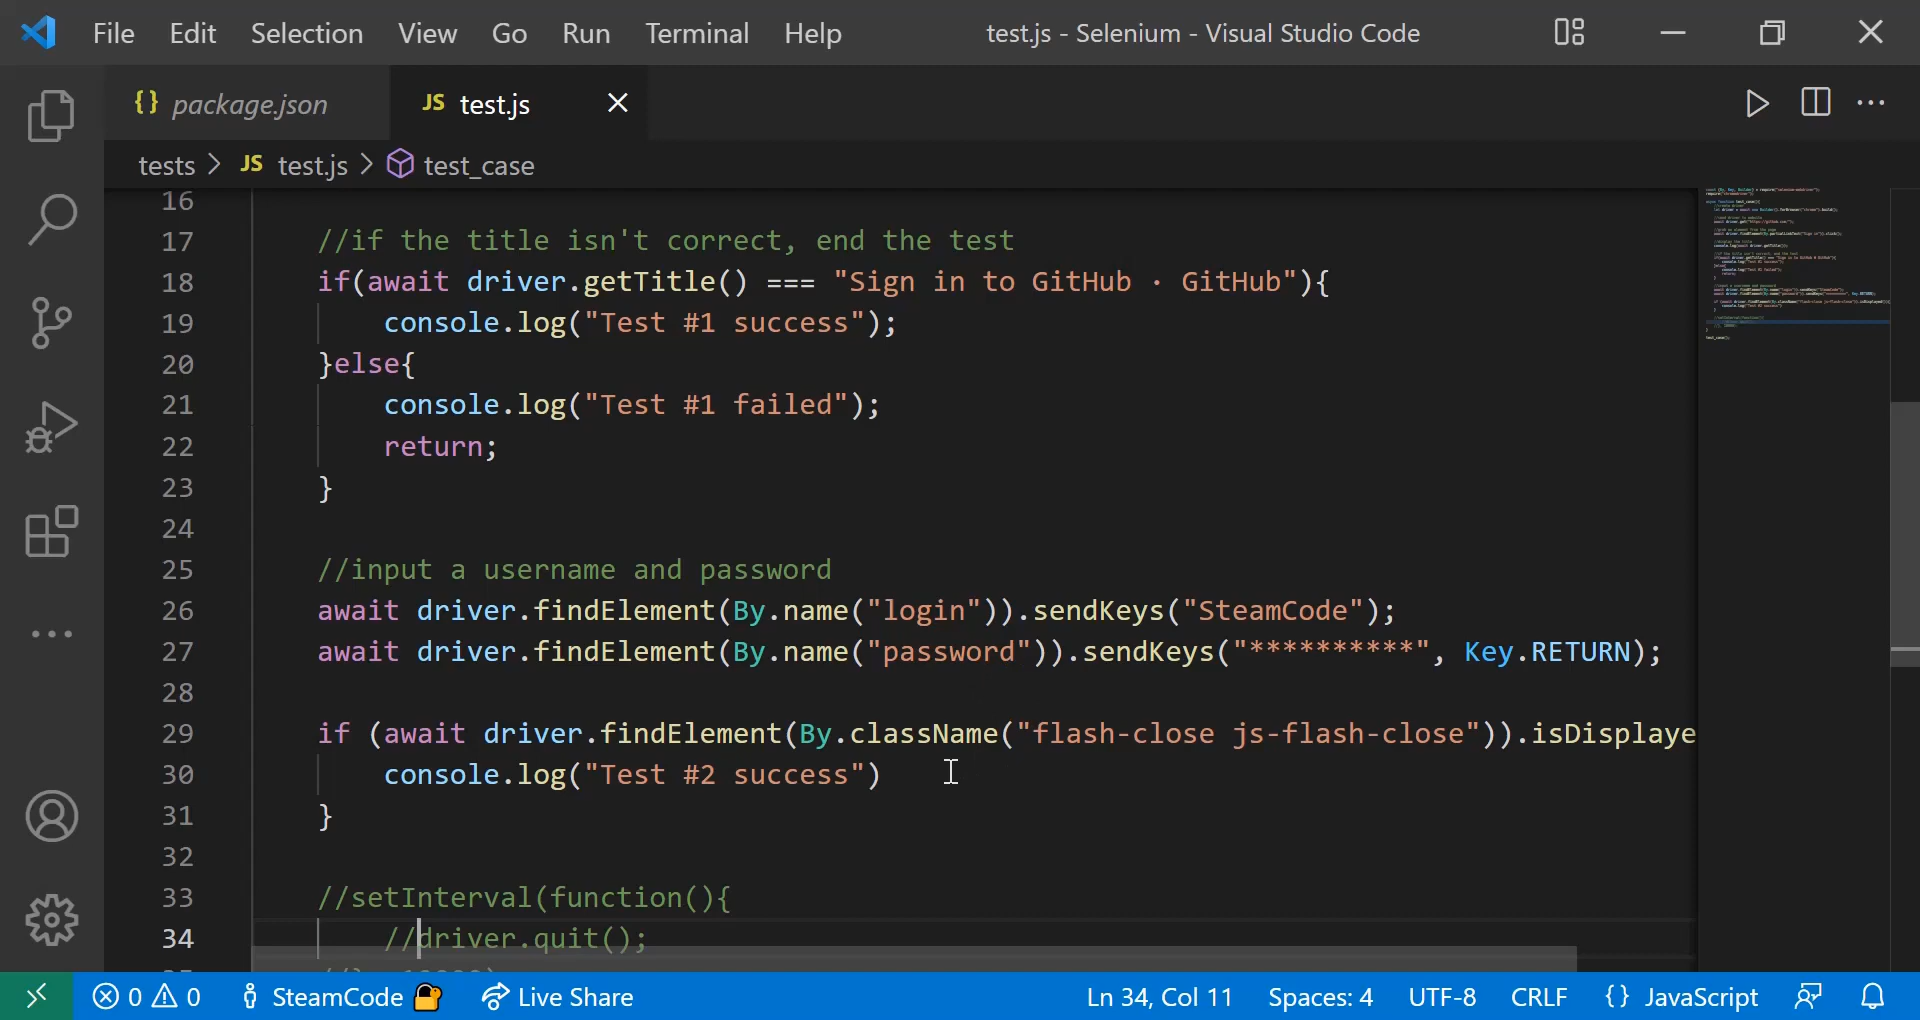 File Edit Selection View Go Run Terminal Help test.js - Selenium - Visual Studio Code
{} package.json JS test.js
tests > JS test.js > test_case
16
17 //if the title isn't correct, end the test
18 if(await driver.getTitle() === "Sign in to GitHub · GitHub"){
19 console.log("Test #1 success");
20 }else{
21 console.log("Test #1 failed");
22 return;
23 }
24
25 //input a username and password
26 await driver.findElement(By.name("login")).sendKeys("SteamCode");
27 await driver.findElement(By.name("password")).sendKeys("**********", Key.RETURN);
28
29 if (await driver.findElement(By.className("flash-close js-flash-close")).isDisplaye
30 console.log("Test #2 success")
31 }
32
33 //setInterval(function(){
34 //driver.quit();
0 0 SteamCode Live Share Ln 34, Col 11 Spaces: 4 UTF-8 CRLF {} JavaScript